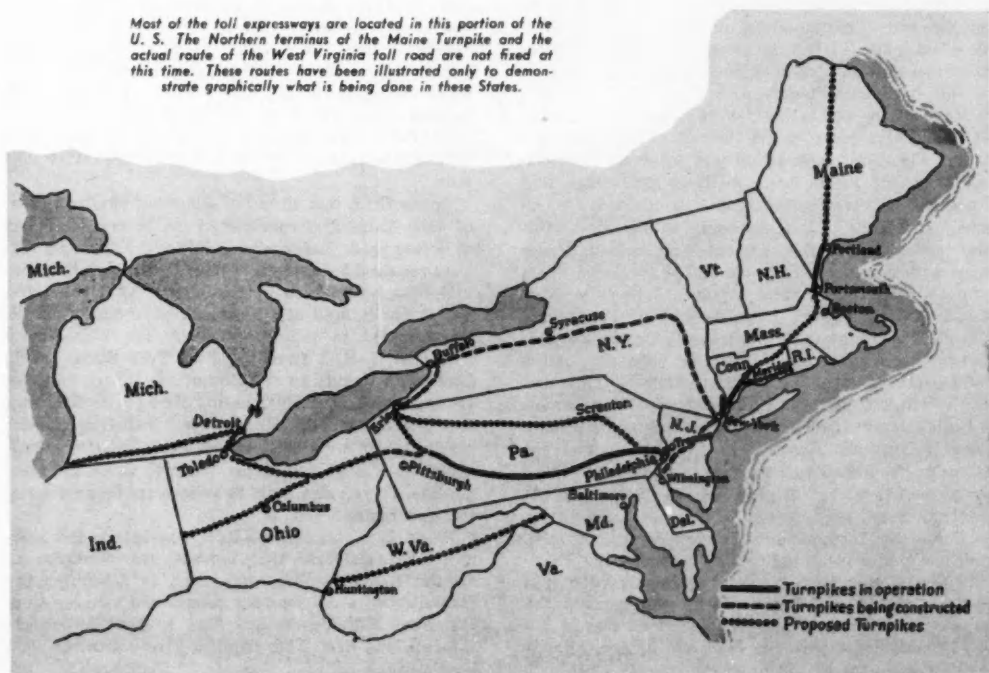 Most of the toll expressways are located in this portion of the
U. S. The Northern terminus of the Maine Turnpike and the
actual route of the West Virginia toll road are not fixed at
this time. These routes have been illustrated only to demon-
strate graphically what is being done in these States.
Maine
Mich.
Vt.
N.H.
Portland
Portsmouth
Boston
Syracuse
Buffalo
N.Y.
Mass.
Conn.
R.I.
Mich.
Detroit
Erie
Scranton
N.J.
New York
Toledo
Pa.
Pittsburgh
Philadelphia
Wilmington
Baltimore
Columbus
Ohio
Ind.
Md.
Del.
W. Va.
Va.
Huntington
Turnpikes in operation
Turnpikes being constructed
Proposed Turnpikes